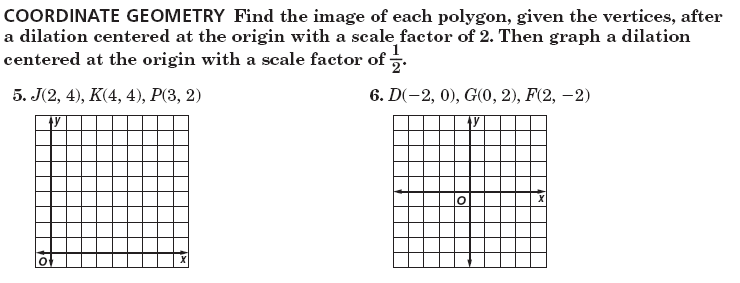 COORDINATE GEOMETRY Find the image of each polygon, given the vertices, after
a dilation centered at the origin with a scale factor of 2. Then graph a dilation
centered at the origin with a scale factor of 1/2.
5. J(2, 4), K(4, 4), P(3, 2)
6. D(−2, 0), G(0, 2), F(2, −2)
y
O
x
y
O
x